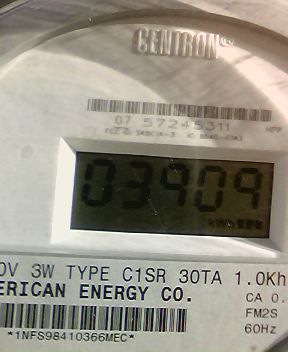 CENTRON®
07 57245311
03909
kWh
0V 3W TYPE C1SR 30TA 1.0Kh
ERICAN ENERGY CO.
CA 0.
FM2S
60Hz
*1NFS98410366MEC*